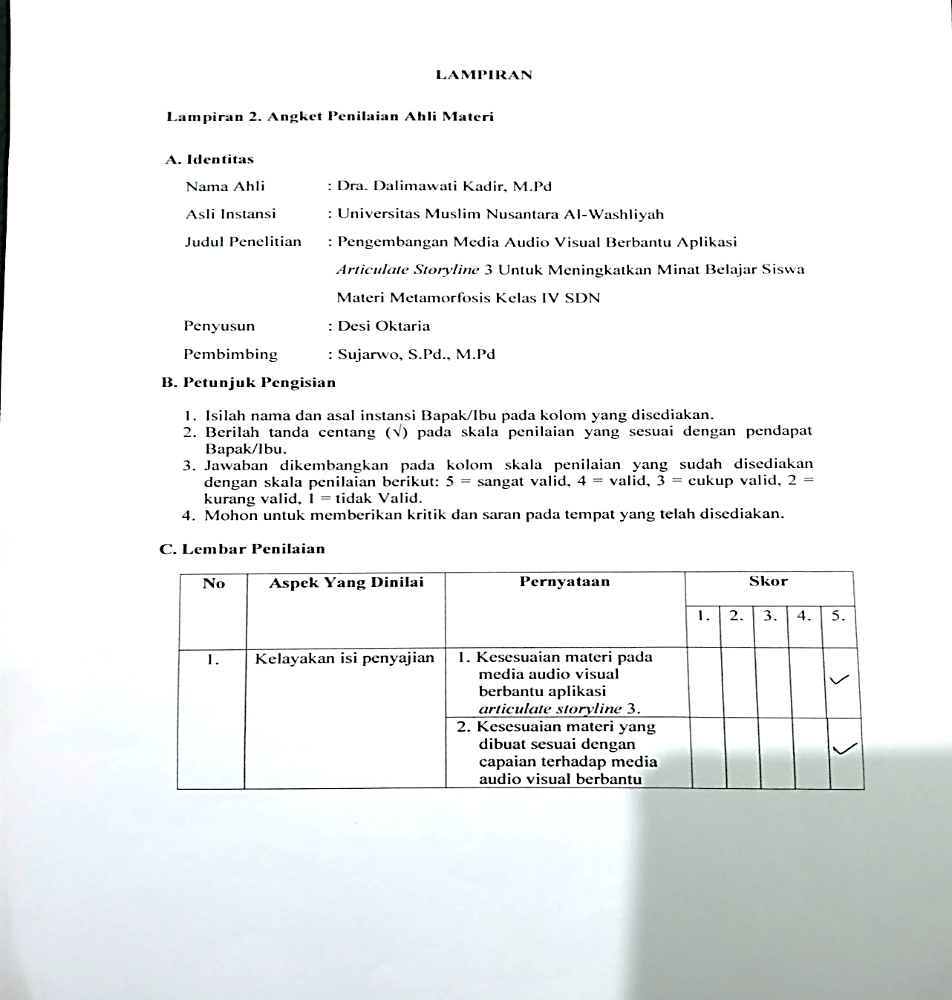 LAMPIRAN
Lampiran 2. Angket Penilaian Ahli Materi
A. Identitas
Nama Ahli : Dra. Dalimawati Kadir, M.Pd
Asli Instansi : Universitas Muslim Nusantara Al-Washliyah
Judul Penelitian : Pengembangan Media Audio Visual Berbantu Aplikasi
Articulate Storyline 3 Untuk Meningkatkan Minat Belajar Siswa
Materi Metamorfosis Kelas IV SDN
Penyusun : Desi Oktaria
Pembimbing : Sujarwo, S.Pd., M.Pd
B. Petunjuk Pengisian
1. Isilah nama dan asal instansi Bapak/Ibu pada kolom yang disediakan.
2. Berilah tanda centang (√) pada skala penilaian yang sesuai dengan pendapat
Bapak/Ibu.
3. Jawaban dikembangkan pada kolom skala penilaian yang sudah disediakan
dengan skala penilaian berikut: 5 = sangat valid, 4 = valid, 3 = cukup valid, 2 =
kurang valid, 1 = tidak Valid.
4. Mohon untuk memberikan kritik dan saran pada tempat yang telah disediakan.
C. Lembar Penilaian
No Aspek Yang Dinilai Pernyataan Skor
1. 2. 3. 4. 5.
1. Kelayakan isi penyajian 1. Kesesuaian materi pada
media audio visual
berbantu aplikasi
articulate storyline 3.
✓
2. Kesesuaian materi yang
dibuat sesuai dengan
capaian terhadap media
audio visual berbantu
✓